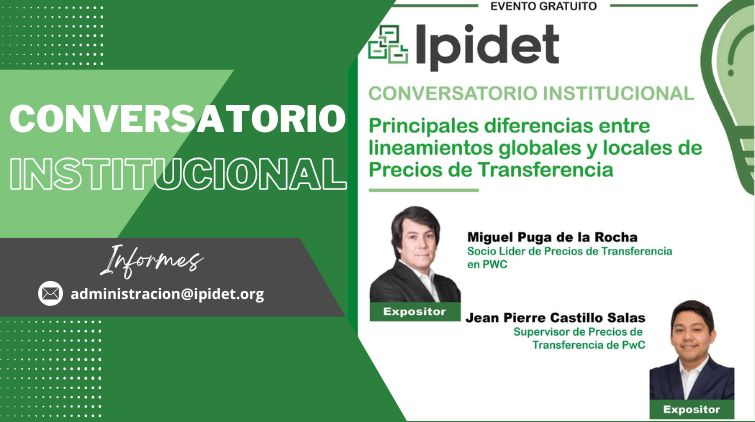 CONVERSATORIO
INSTITUCIONAL
Informes
administracion@ipidet.org
EVENTO GRATUITO
Ipidet
CONVERSATORIO INSTITUCIONAL
Principales diferencias entre
lineamientos globales y locales de
Precios de Transferencia
Miguel Puga de la Rocha
Socio Líder de Precios de Transferencia
en PWC
Expositor
Jean Pierre Castillo Salas
Supervisor de Precios de
Transferencia de PwC
Expositor